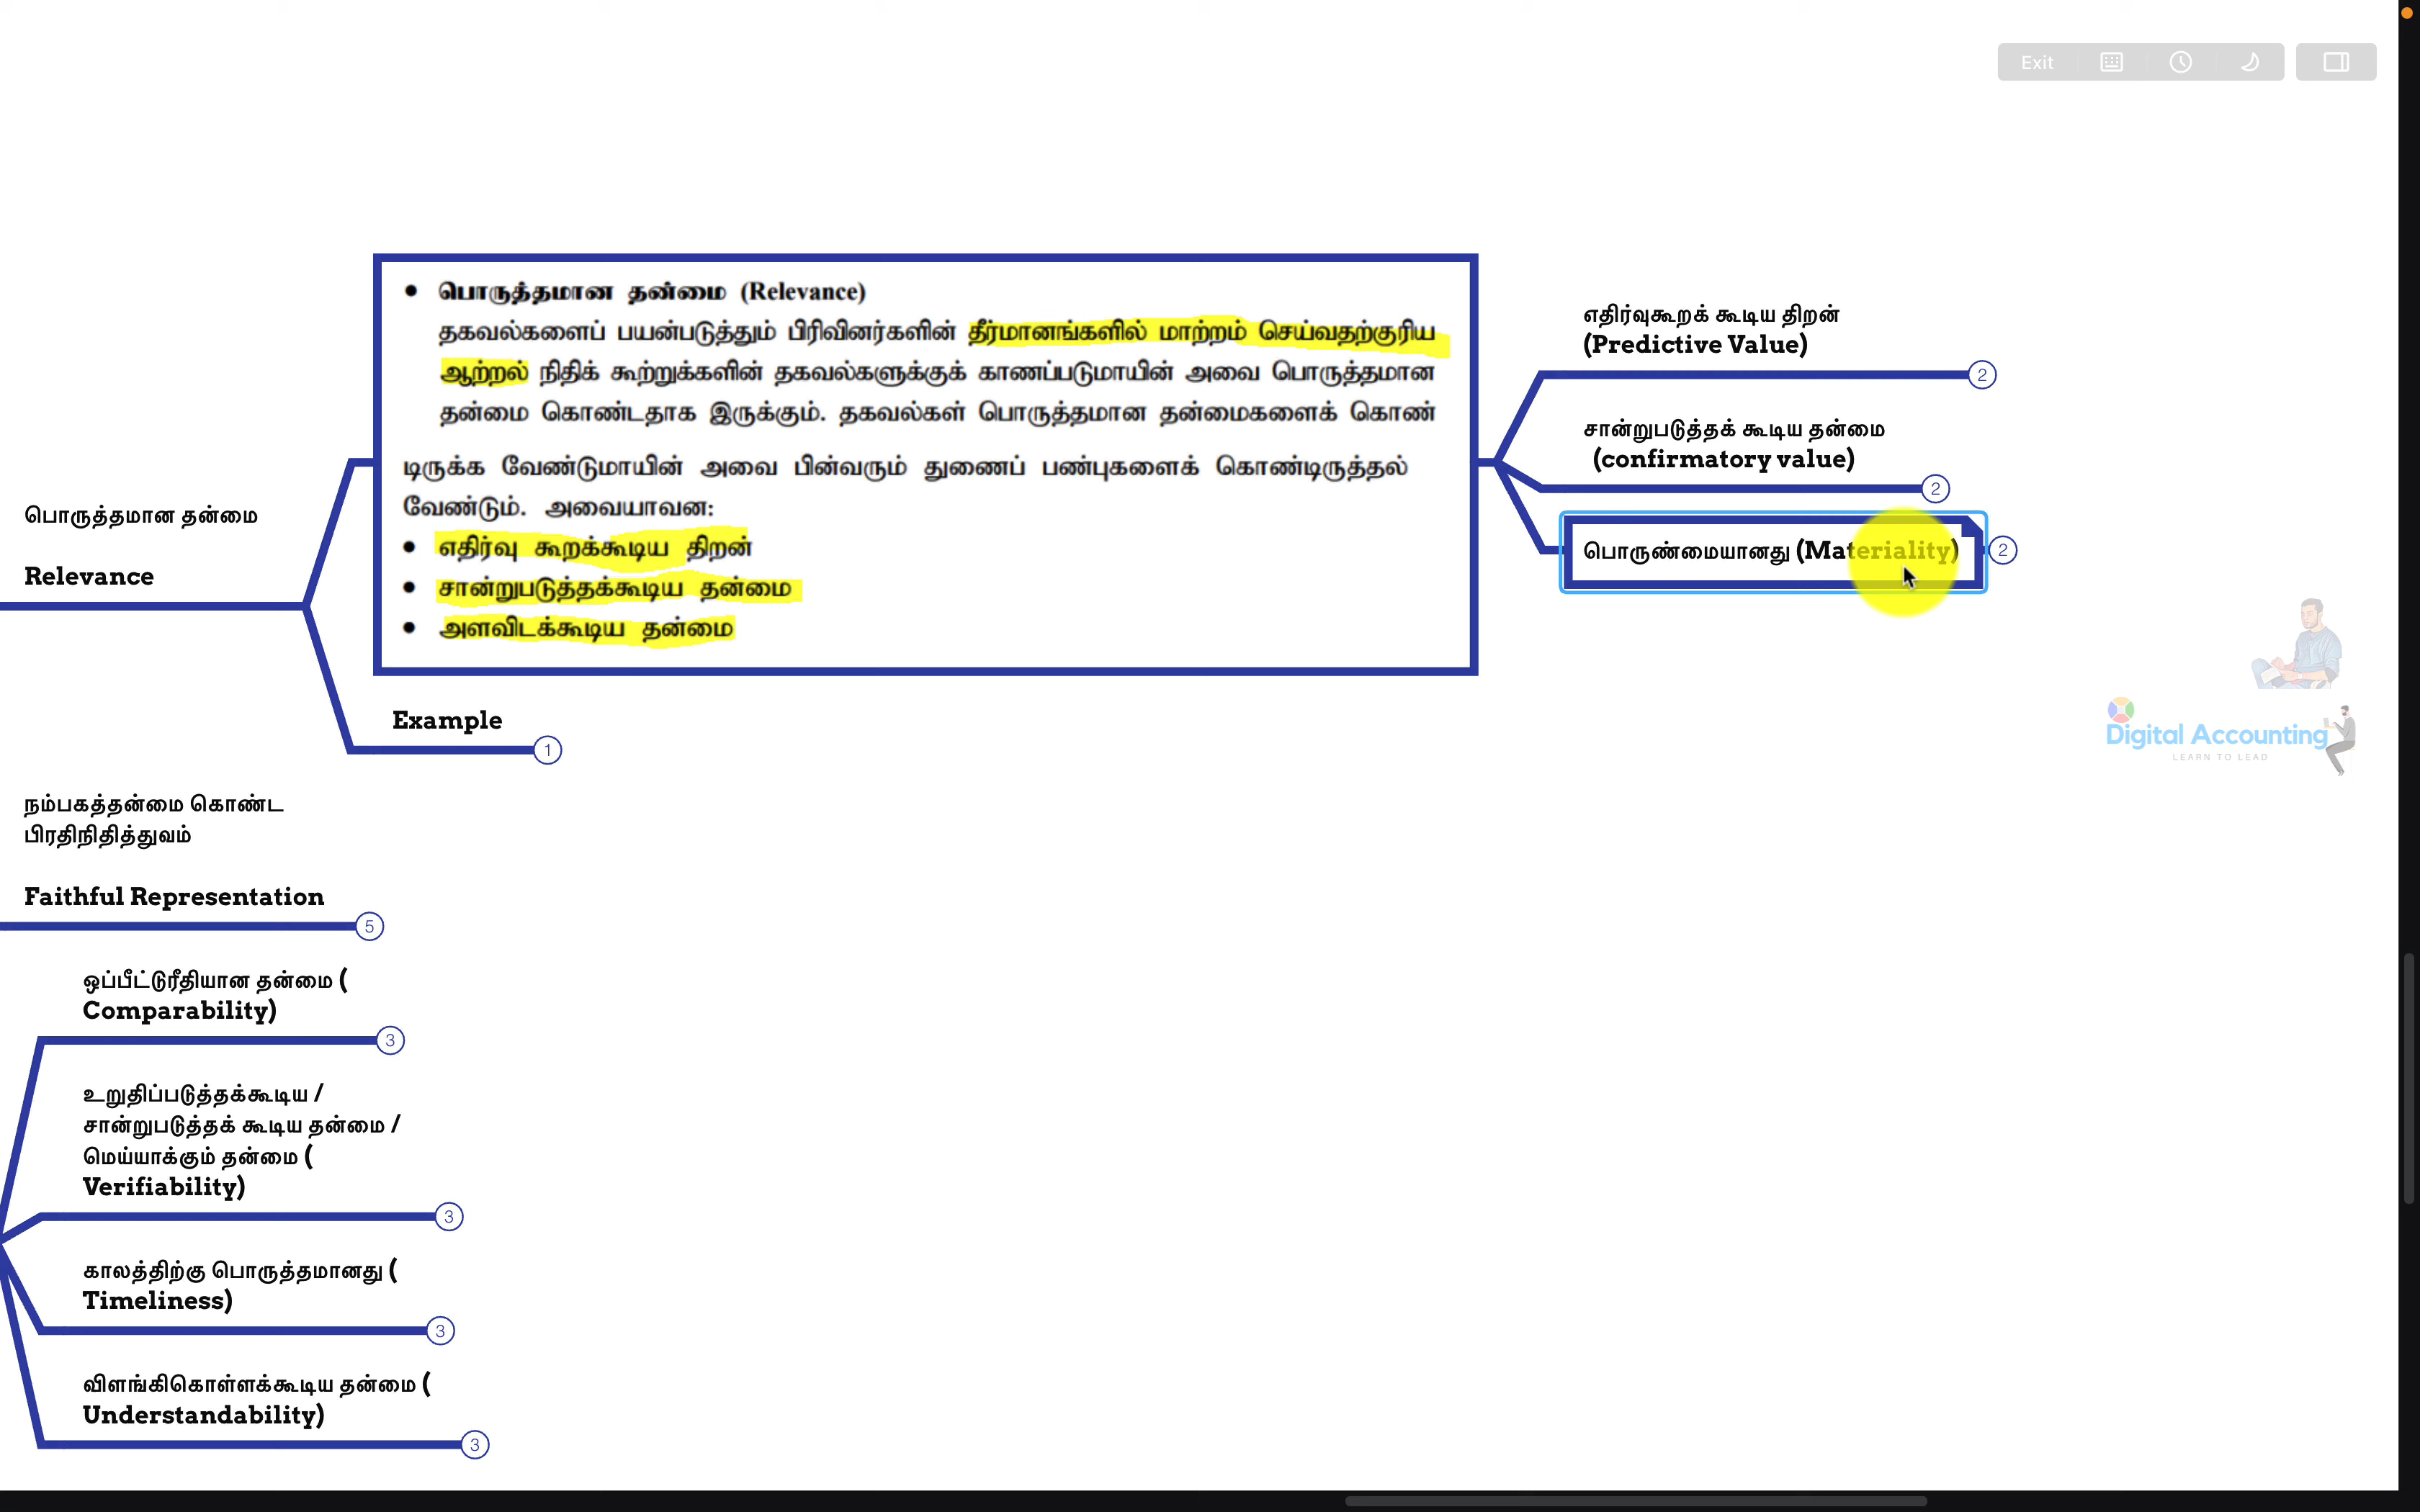 Exit
பொருத்தமான தன்மை
Relevance
• பொருத்தமான தன்மை (Relevance)
தகவல்களைப் பயன்படுத்தும் பிரிவினர்களின் தீர்மானங்களில் மாற்றம் செய்வதற்குரிய
ஆற்றல் நிதிக் கூற்றுக்களின் தகவல்களுக்குக் காணப்படுமாயின் அவை பொருத்தமான
தன்மை கொண்டதாக இருக்கும். தகவல்கள் பொருத்தமான தன்மைகளைக் கொண்
டிருக்க வேண்டுமாயின் அவை பின்வரும் துணைப் பண்புகளைக் கொண்டிருத்தல்
வேண்டும். அவையாவன:
• எதிர்வு கூறக்கூடிய திறன்
• சான்றுபடுத்தக்கூடிய தன்மை
• அளவிடக்கூடிய தன்மை
எதிர்வுகூறக் கூடிய திறன்
(Predictive Value)
2
சான்றுபடுத்தக் கூடிய தன்மை
(confirmatory value)
2
பொருண்மையானது (Materiality)
2
Example
1
நம்பகத்தன்மை கொண்ட
பிரதிநிதித்துவம்
Faithful Representation
5
ஒப்பீட்டுரீதியான தன்மை (
Comparability)
3
உறுதிப்படுத்தக்கூடிய /
சான்றுபடுத்தக் கூடிய தன்மை /
மெய்யாக்கும் தன்மை (
Verifiability)
3
காலத்திற்கு பொருத்தமானது (
Timeliness)
3
விளங்கிகொள்ளக்கூடிய தன்மை (
Understandability)
3
Digital Accounting
LEARN TO LEAD